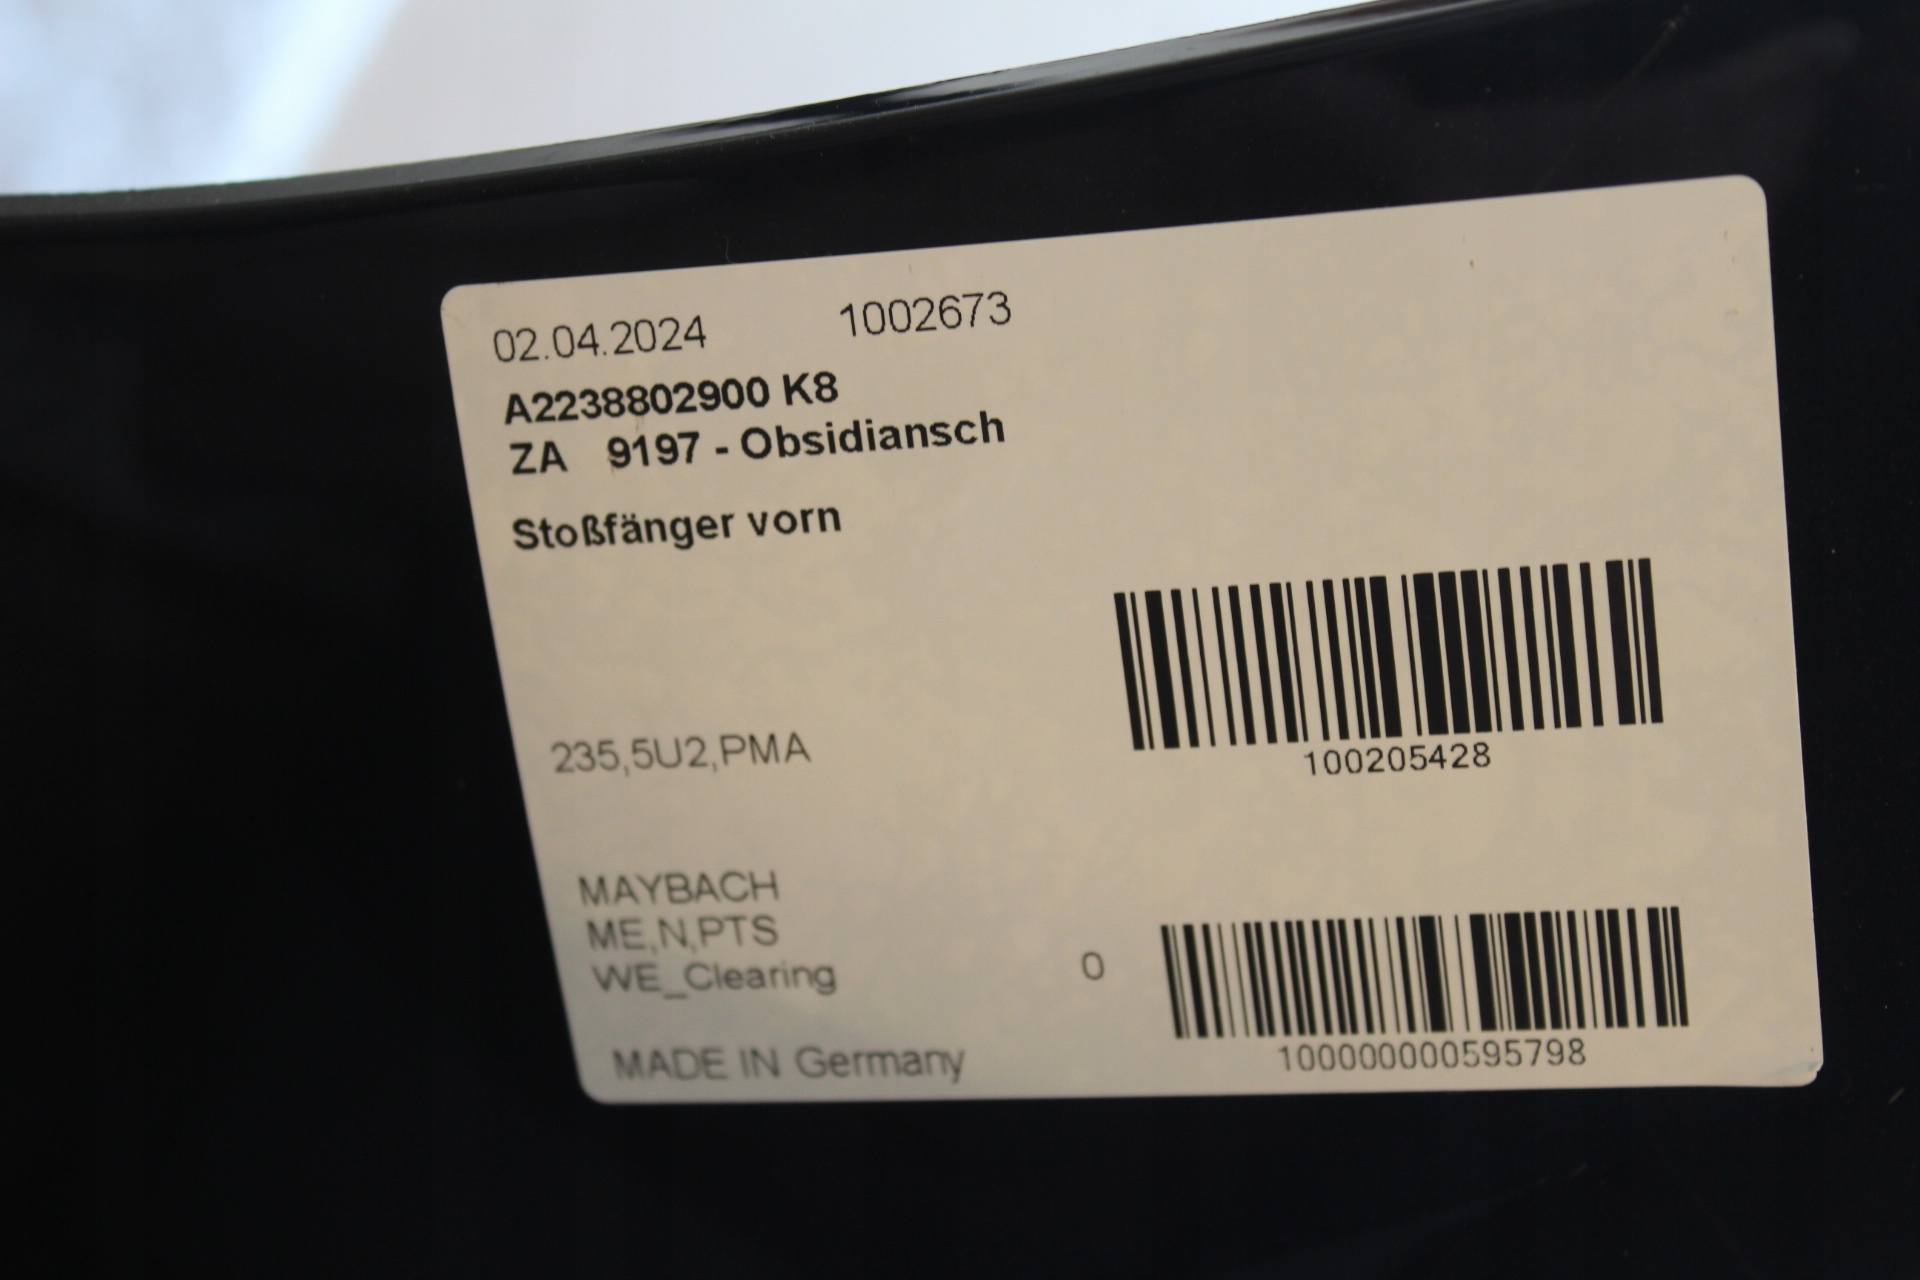 02.04.2024 1002673
A2238802900 K8
ZA 9197 - Obsidiansch
Stoßfänger vorn
235,5U2,PMA
100205428
MAYBACH
ME,N,PTS
WE_Clearing 0
MADE IN Germany
100000000595798